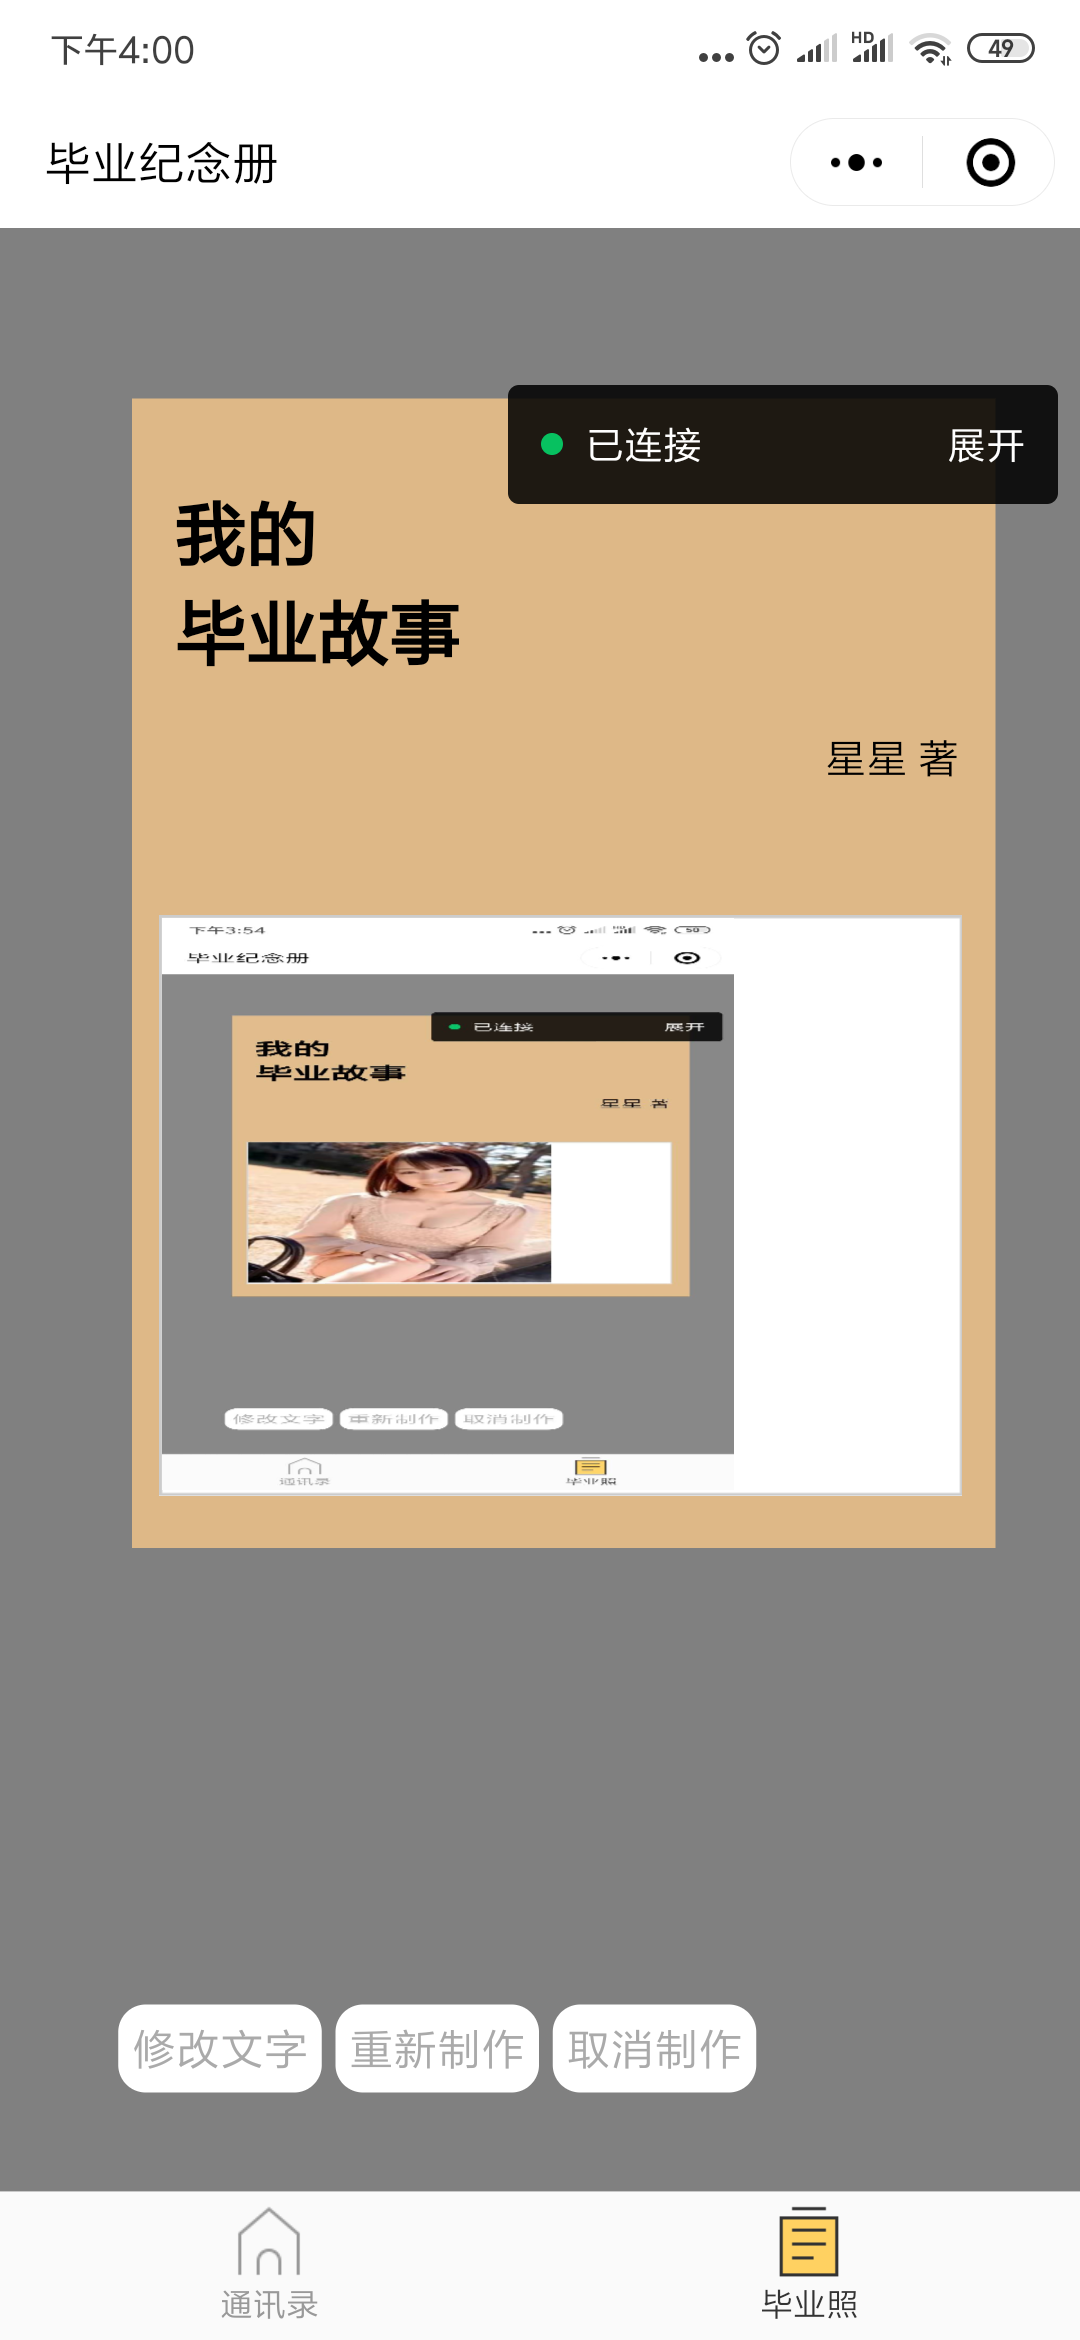 下午4:00
HD
49
毕业纪念册
已连接 展开
我的
毕业故事
星星 著
下午3:54
50
毕业纪念册
已连接 展开
我的
毕业故事
星星 著
修改文字 重新制作 取消制作
通讯录 毕业照
修改文字 重新制作 取消制作
通讯录 毕业照